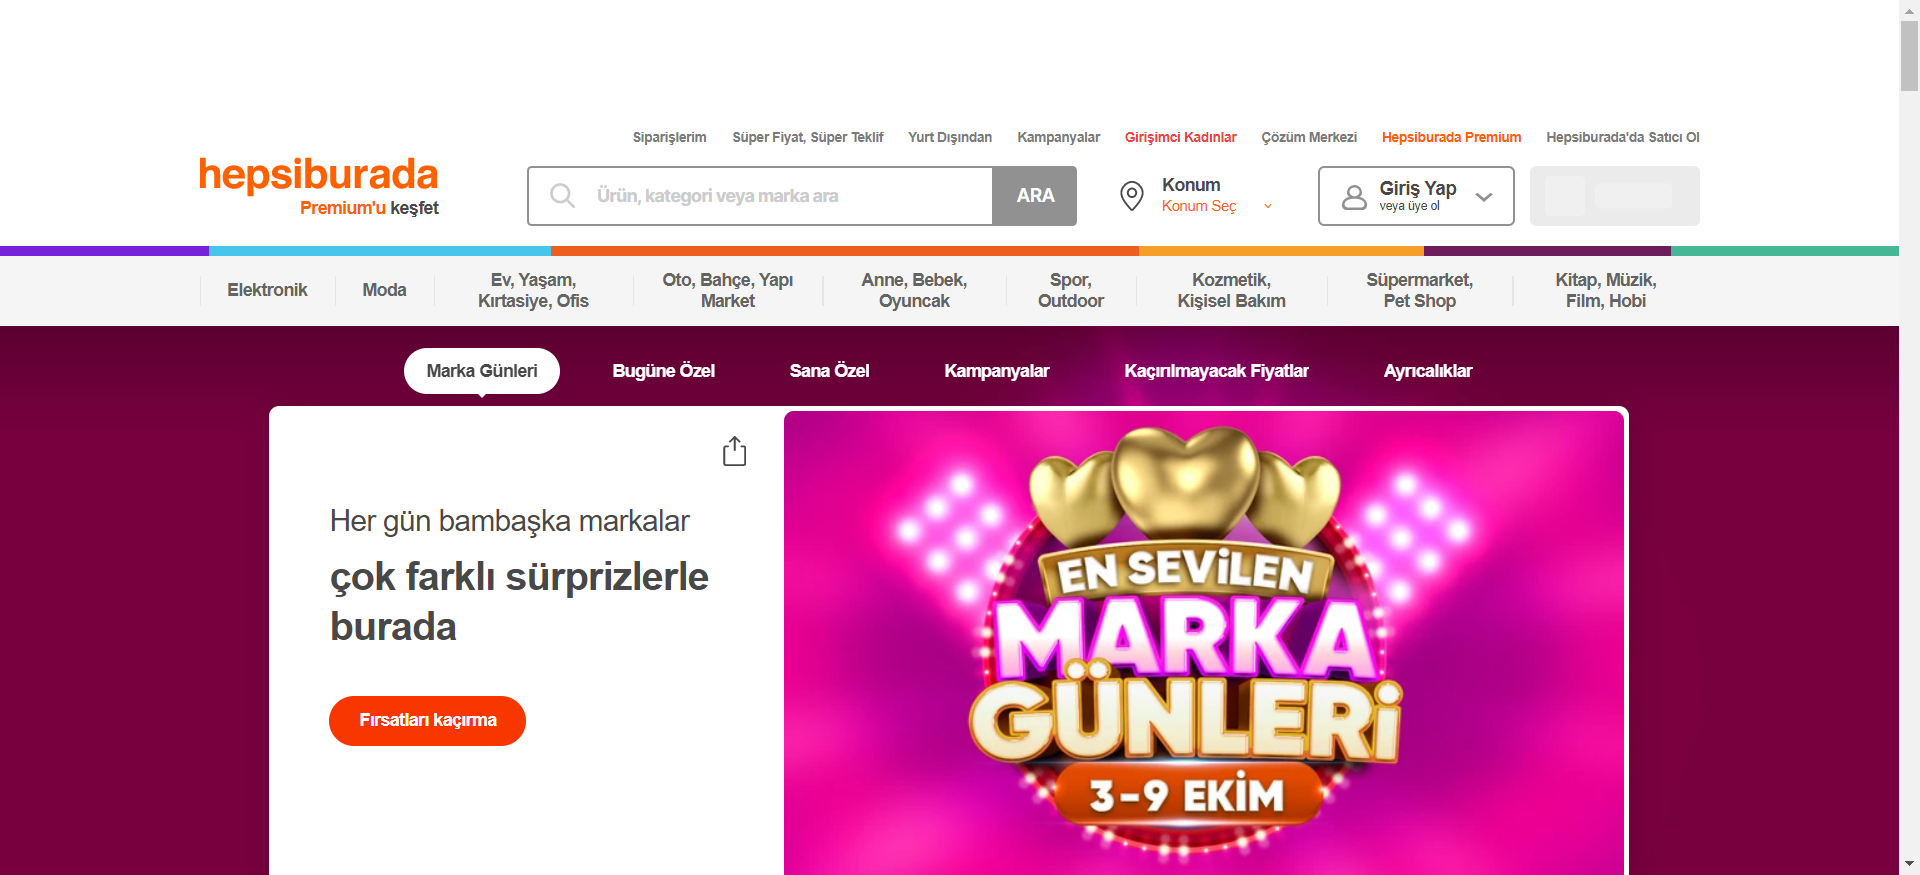 Siparişlerim
Süper Fiyat, Süper Teklif
Yurt Dışından
Kampanyalar
Girişimci Kadınlar
Çözüm Merkezi
Hepsiburada Premium
Hepsiburada'da Satıcı Ol
hepsiburada
Premium'u keşfet
Ürün, kategori veya marka ara
ARA
Konum
Konum Seç
Giriş Yap
veya üye ol
Elektronik
Moda
Ev, Yaşam,
Kırtasiye, Ofis
Oto, Bahçe, Yapı
Market
Anne, Bebek,
Oyuncak
Spor,
Outdoor
Kozmetik,
Kişisel Bakım
Süpermarket,
Pet Shop
Kitap, Müzik,
Film, Hobi
Marka Günleri
Bugüne Özel
Sana Özel
Kampanyalar
Kaçırılmayacak Fiyatlar
Ayrıcalıklar
Her gün bambaşka markalar
çok farklı sürprizlerle
burada
Fırsatları kaçırma
EN SEVİLEN
MARKA
GÜNLERİ
3-9 EKİM